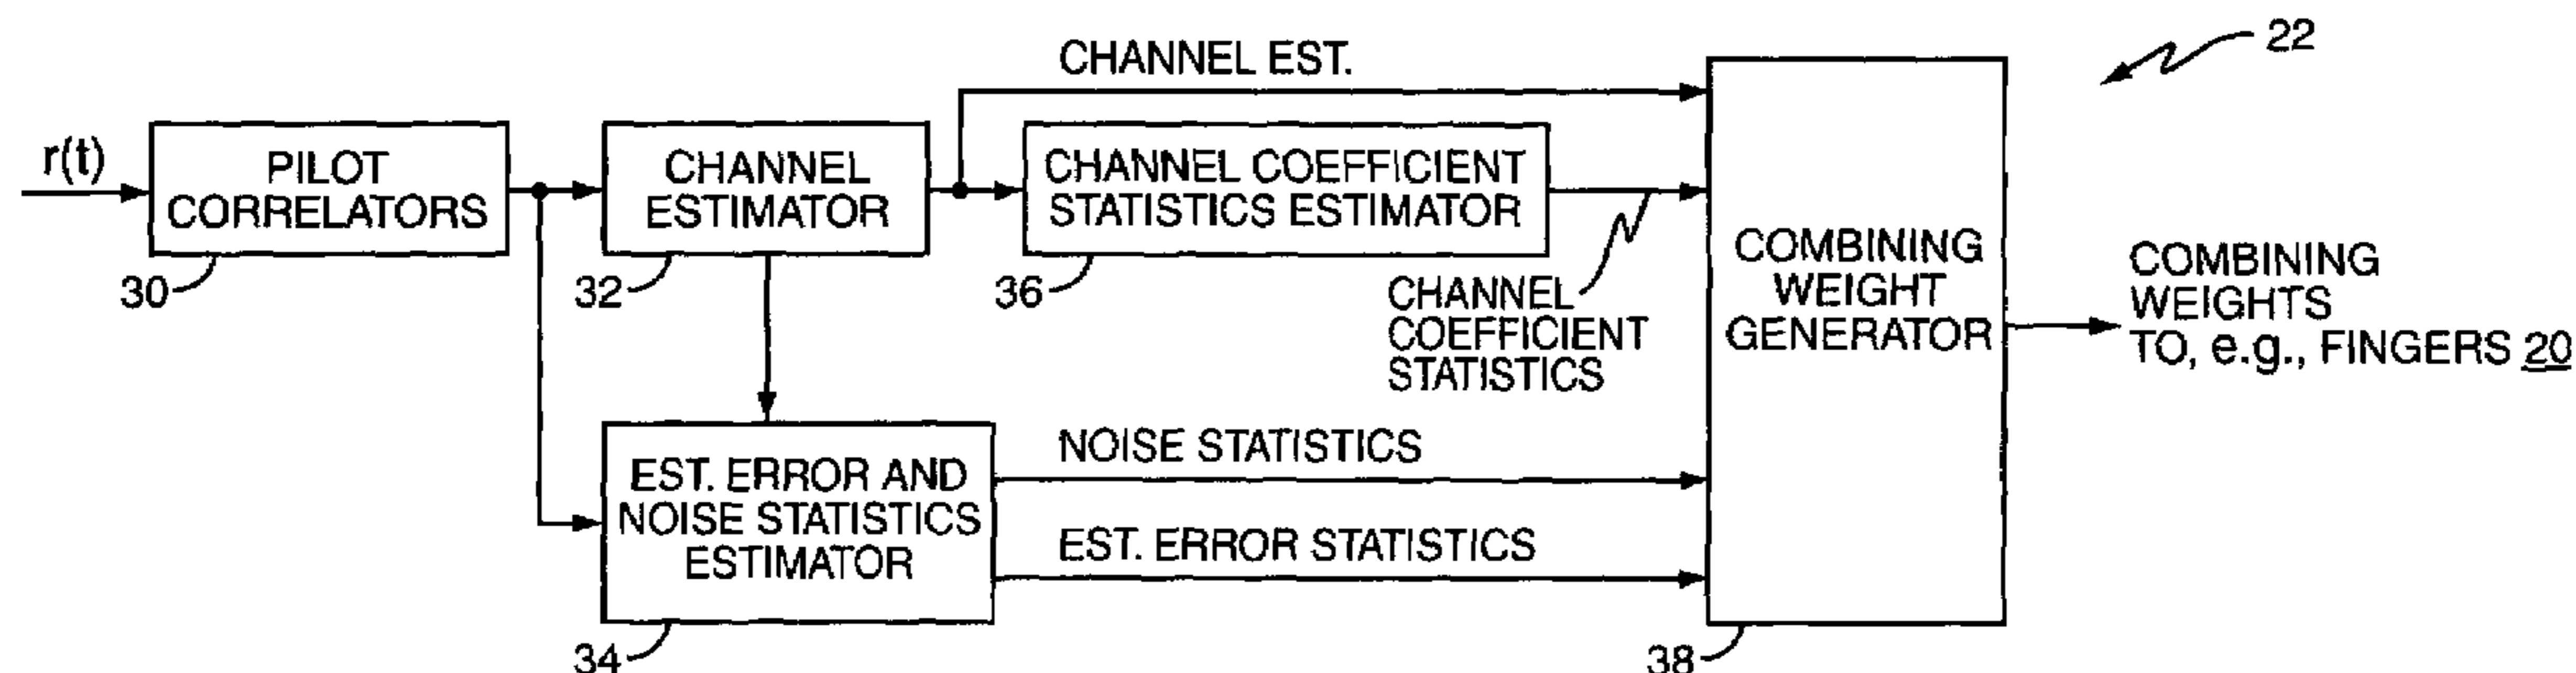 22
CHANNEL EST.
r(t)
PILOT
CORRELATORS
30
CHANNEL
ESTIMATOR
32
CHANNEL COEFFICIENT
STATISTICS ESTIMATOR
36
CHANNEL
COEFFICIENT
STATISTICS
COMBINING
WEIGHT
GENERATOR
38
COMBINING
WEIGHTS
TO, e.g., FINGERS 20
EST. ERROR AND
NOISE STATISTICS
ESTIMATOR
34
NOISE STATISTICS
EST. ERROR STATISTICS